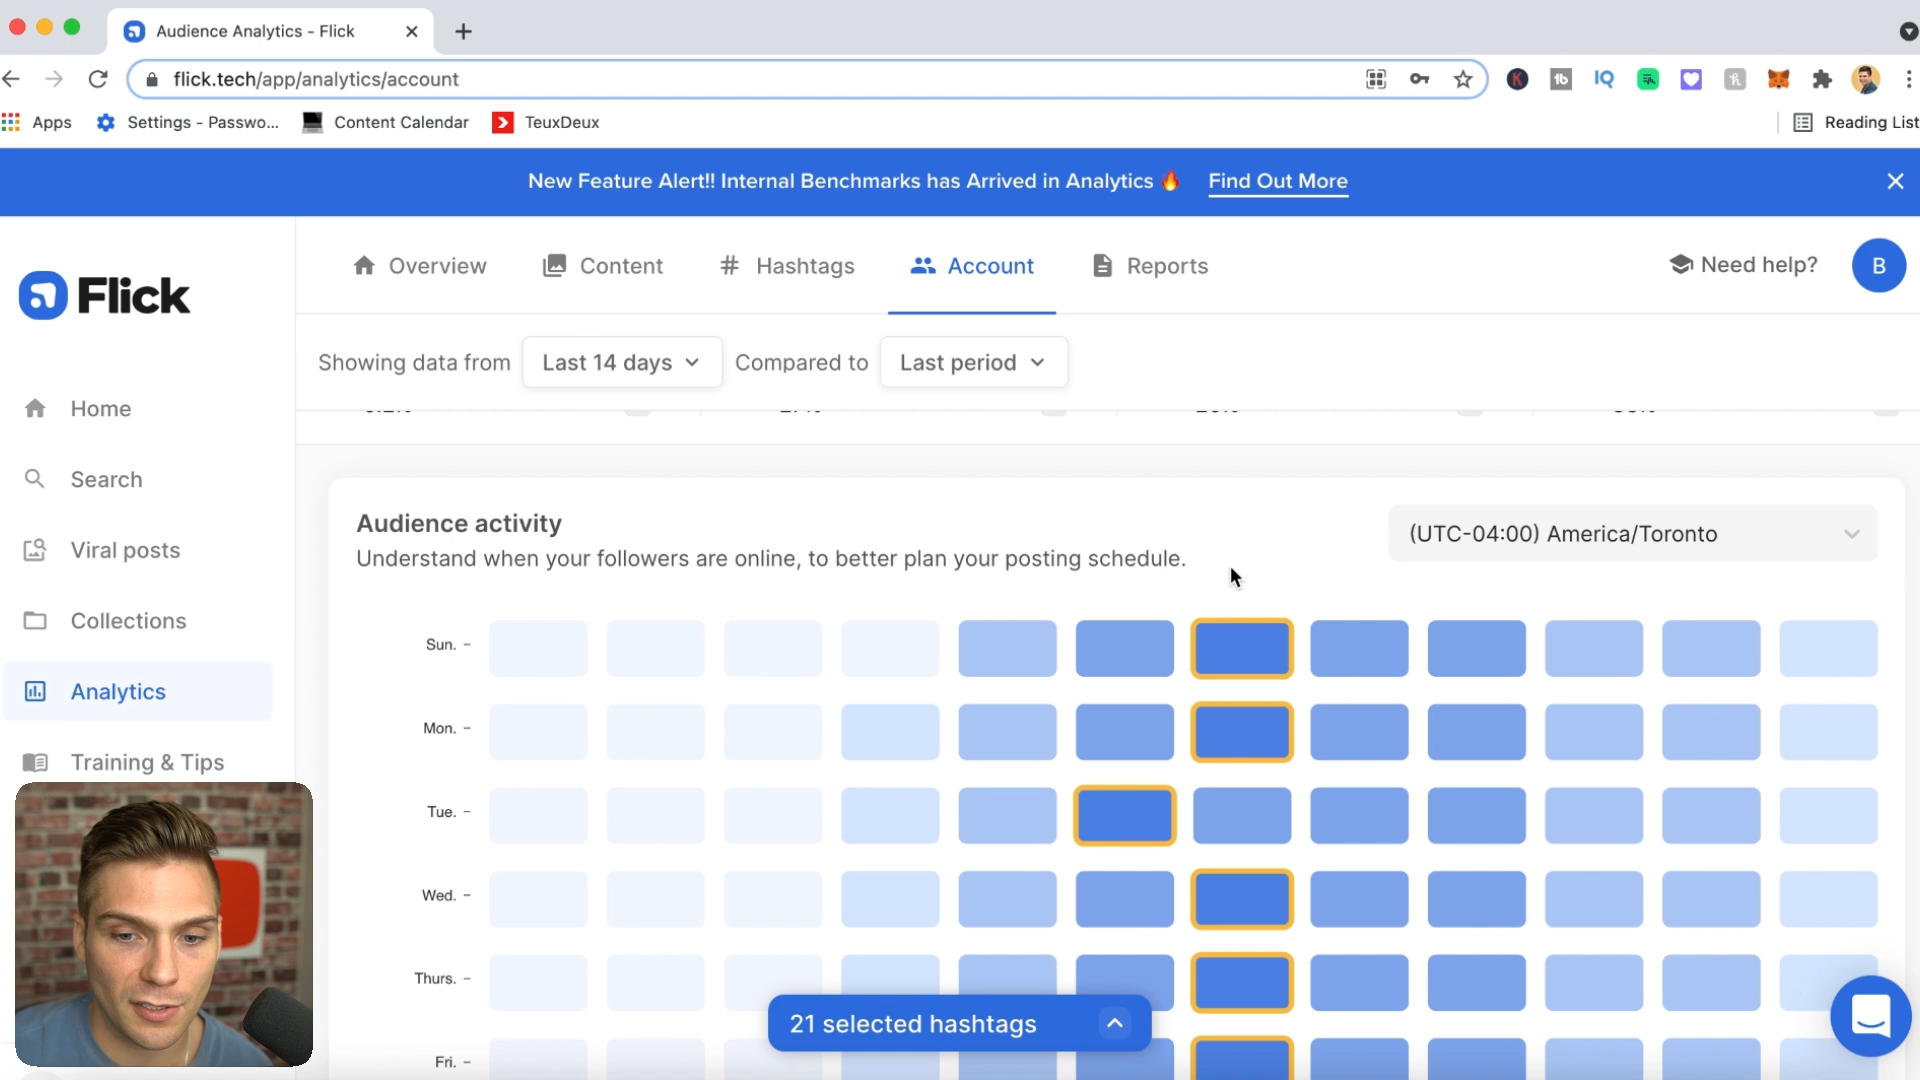 Audience Analytics - Flick
flick.tech/app/analytics/account
Apps Settings - Passwo... Content Calendar TeuxDeux Reading List
New Feature Alert!! Internal Benchmarks has Arrived in Analytics 🔥 Find Out More
Flick
Overview # Hashtags Content Account Reports Need help? B
Showing data from Last 14 days Compared to Last period
Home
Search
Viral posts
Collections
Analytics
Training & Tips
Audience activity
Understand when your followers are online, to better plan your posting schedule.
(UTC-04:00) America/Toronto
Sun.
Mon.
Tue.
Wed.
Thurs.
Fri.
21 selected hashtags